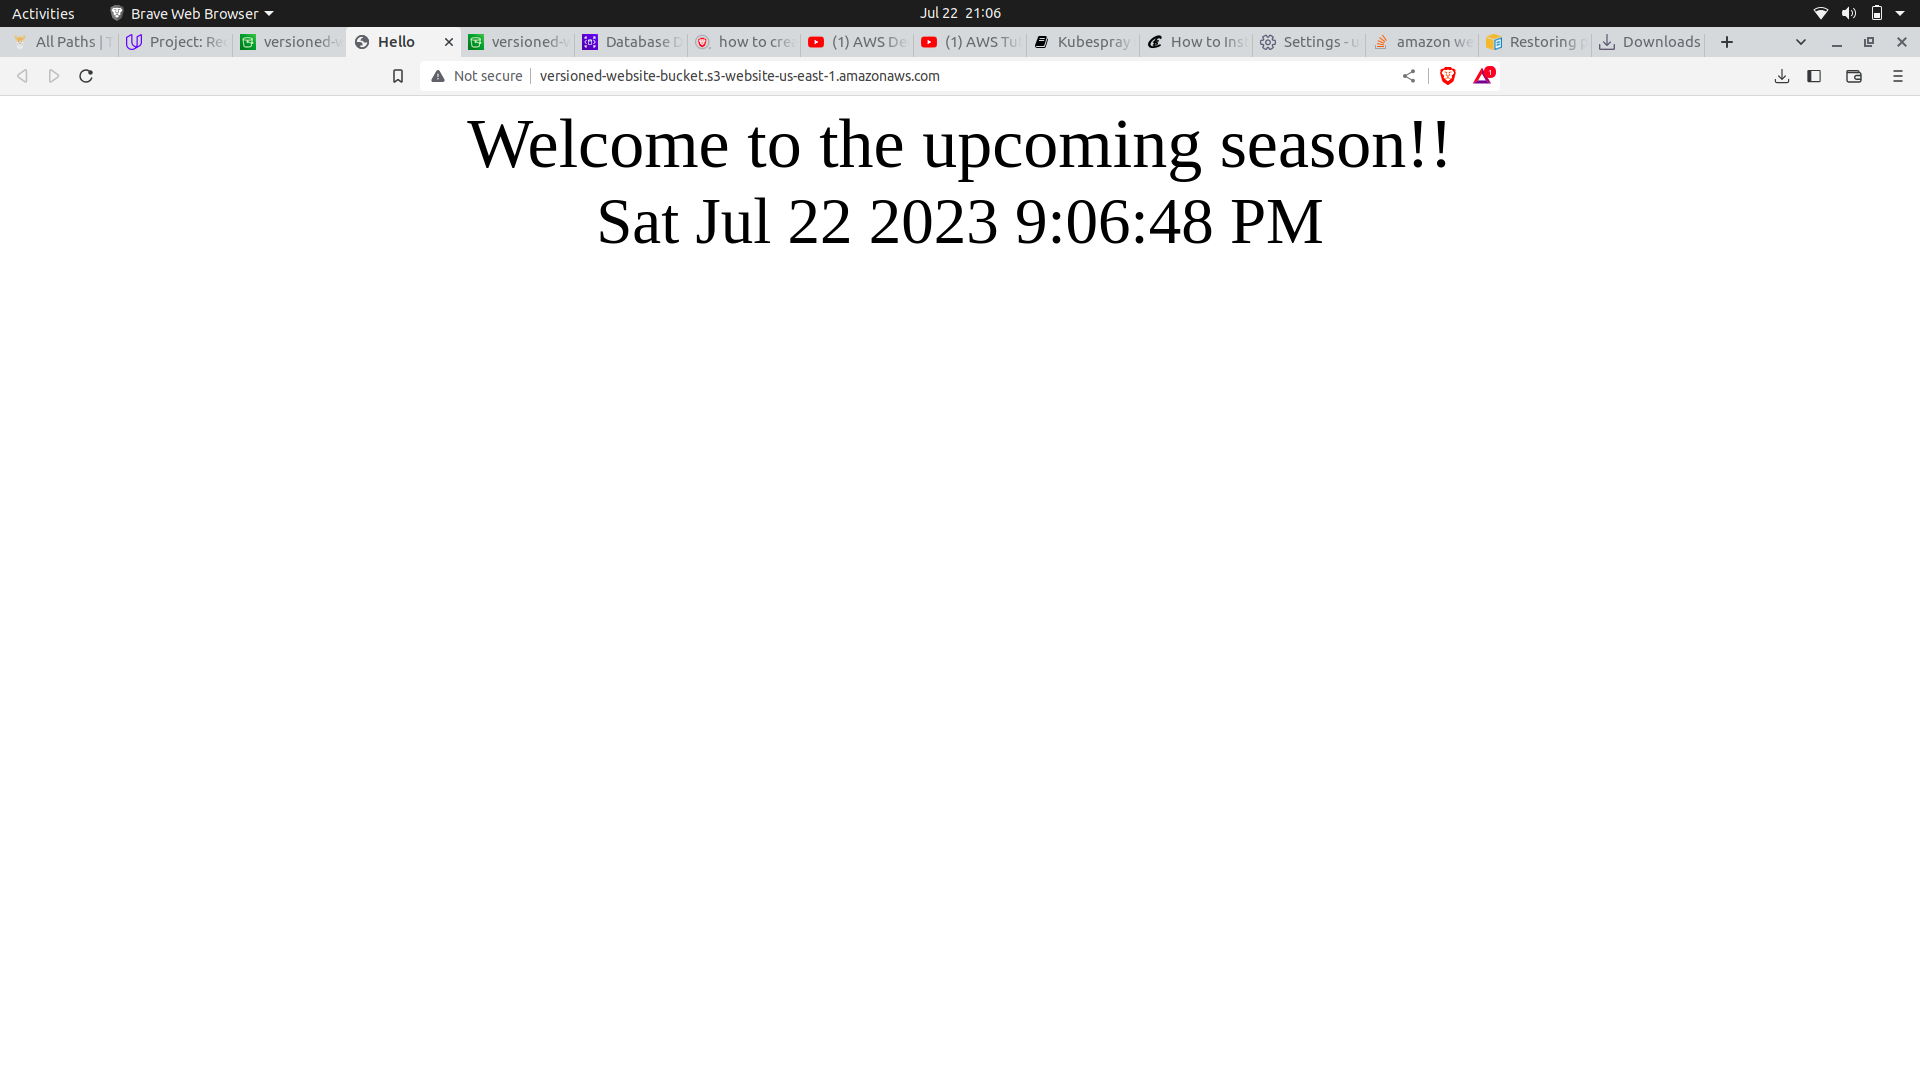 Activities Brave Web Browser Jul 22 21:06
All Paths | Project: Re versioned- Hello versioned- Database how to cre (1) AWS De (1) AWS Tu Kubespray How to Ins Settings - amazon we Restoring Downloads
Not secure versioned-website-bucket.s3-website-us-east-1.amazonaws.com 1
Welcome to the upcoming season!!
Sat Jul 22 2023 9:06:48 PM